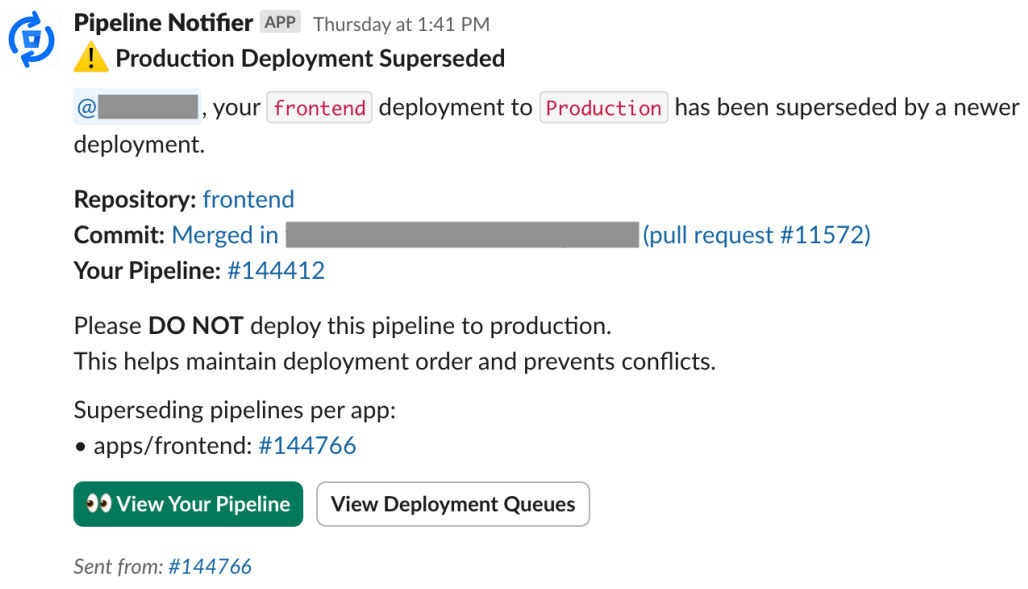 Pipeline Notifier APP Thursday at 1:41 PM
Production Deployment Superseded
@, your frontend deployment to Production has been superseded by a newer
deployment.
Repository: frontend
Commit: Merged in (pull request #11572)
Your Pipeline: #144412
Please DO NOT deploy this pipeline to production.
This helps maintain deployment order and prevents conflicts.
Superseding pipelines per app:
• apps/frontend: #144766
👀 View Your Pipeline View Deployment Queues
Sent from: #144766